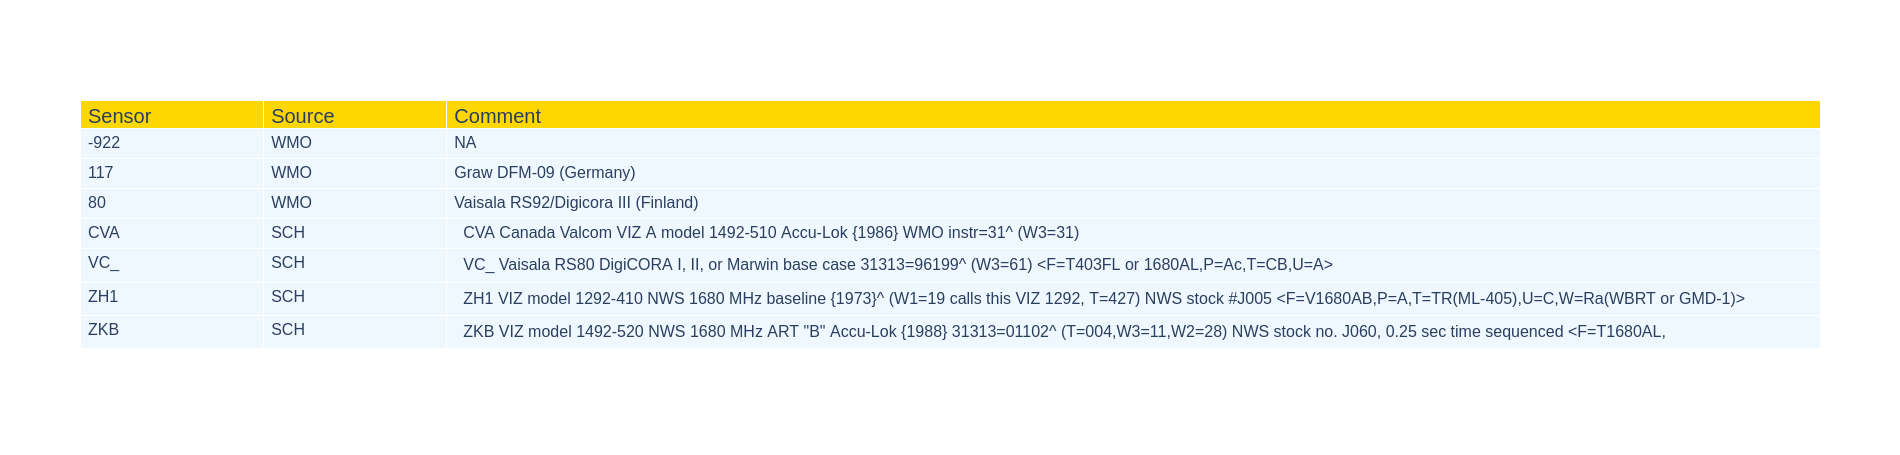 Sensor Source Comment
-922 WMO NA
117 WMO Graw DFM-09 (Germany)
80 WMO Vaisala RS92/Digicora III (Finland)
CVA SCH CVA Canada Valcom VIZ A model 1492-510 Accu-Lok {1986} WMO instr=31^ (W3=31)
VC_ SCH VC_ Vaisala RS80 DigiCORA I, II, or Marwin base case 31313=96199^ (W3=61) <F=T403FL or 1680AL,P=Ac,T=CB,U=A>
ZH1 SCH ZH1 VIZ model 1292-410 NWS 1680 MHz baseline {1973}^ (W1=19 calls this VIZ 1292, T=427) NWS stock #J005 <F=V1680AB,P=A,T=TR(ML-405),U=C,W=Ra(WBRT or GMD-1)>
ZKB SCH ZKB VIZ model 1492-520 NWS 1680 MHz ART "B" Accu-Lok {1988} 31313=01102^ (T=004,W3=11,W2=28) NWS stock no. J060, 0.25 sec time sequenced <F=T1680AL,